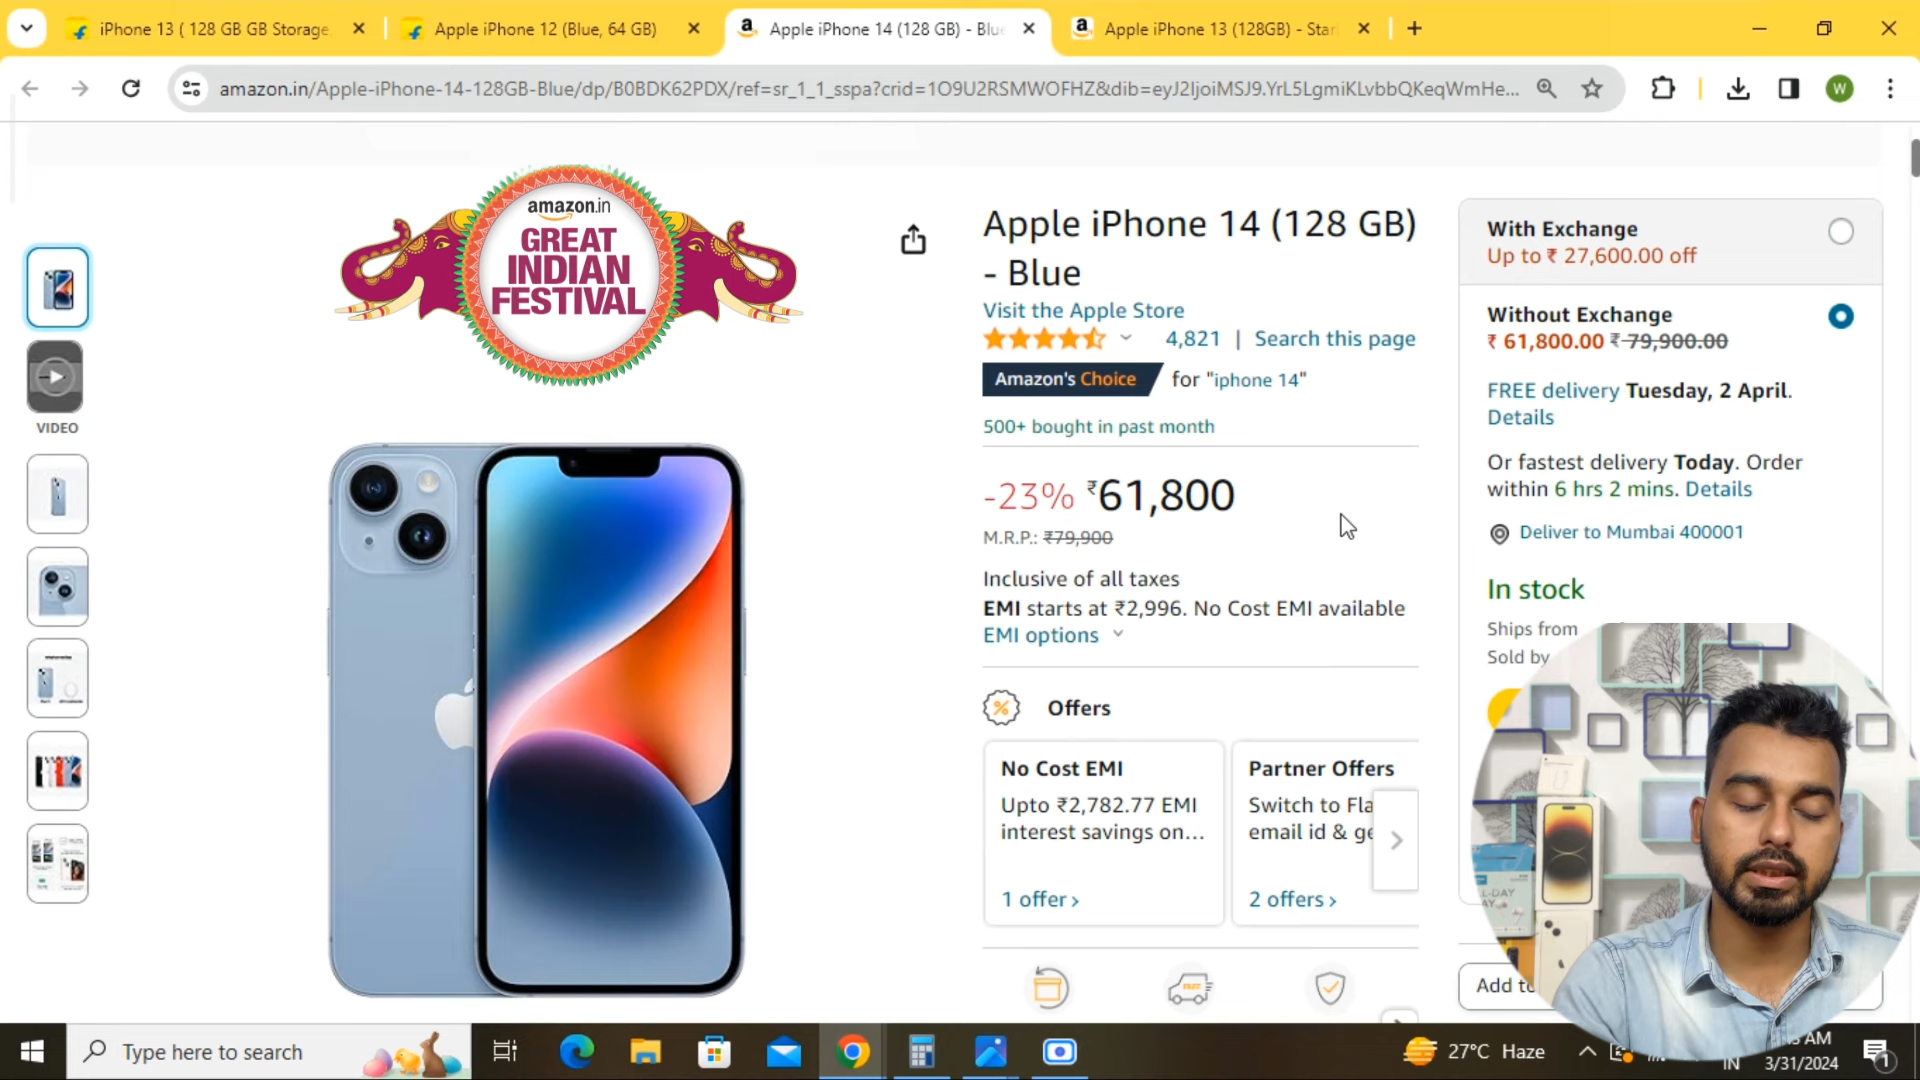 iPhone 13 ( 128 GB GB Storage,
Apple iPhone 12 (Blue, 64 GB)
Apple iPhone 14 (128 GB) - Blue
Apple iPhone 13 (128GB) - Star
amazon.in/Apple-iPhone-14-128GB-Blue/dp/B0BDK62PDX/ref=sr_1_1_sspa?crid=1O9U2RSMWOFHZ&dib=eyJ2IjoiMSJ9.YrL5LgmiKLvbbQKeqWmHe...
W
amazon.in
GREAT
INDIAN
FESTIVAL
VIDEO
Apple iPhone 14 (128 GB)
- Blue
Visit the Apple Store
4,821 | Search this page
Amazon's Choice for "iphone 14"
500+ bought in past month
-23% ₹61,800
M.R.P.: ₹79,900
Inclusive of all taxes
EMI starts at ₹2,996. No Cost EMI available
EMI options
Offers
No Cost EMI
Upto ₹2,782.77 EMI
interest savings on...
1 offer ›
Partner Offers
Switch to Fla
email id & ge
2 offers ›
With Exchange
Up to ₹ 27,600.00 off
Without Exchange
₹ 61,800.00 ₹ 79,900.00
FREE delivery Tuesday, 2 April.
Details
Or fastest delivery Today. Order
within 6 hrs 2 mins. Details
Deliver to Mumbai 400001
In stock
Ships from
Sold by
Add to
Type here to search
27°C Haze
AM
IN
3/31/2024
1